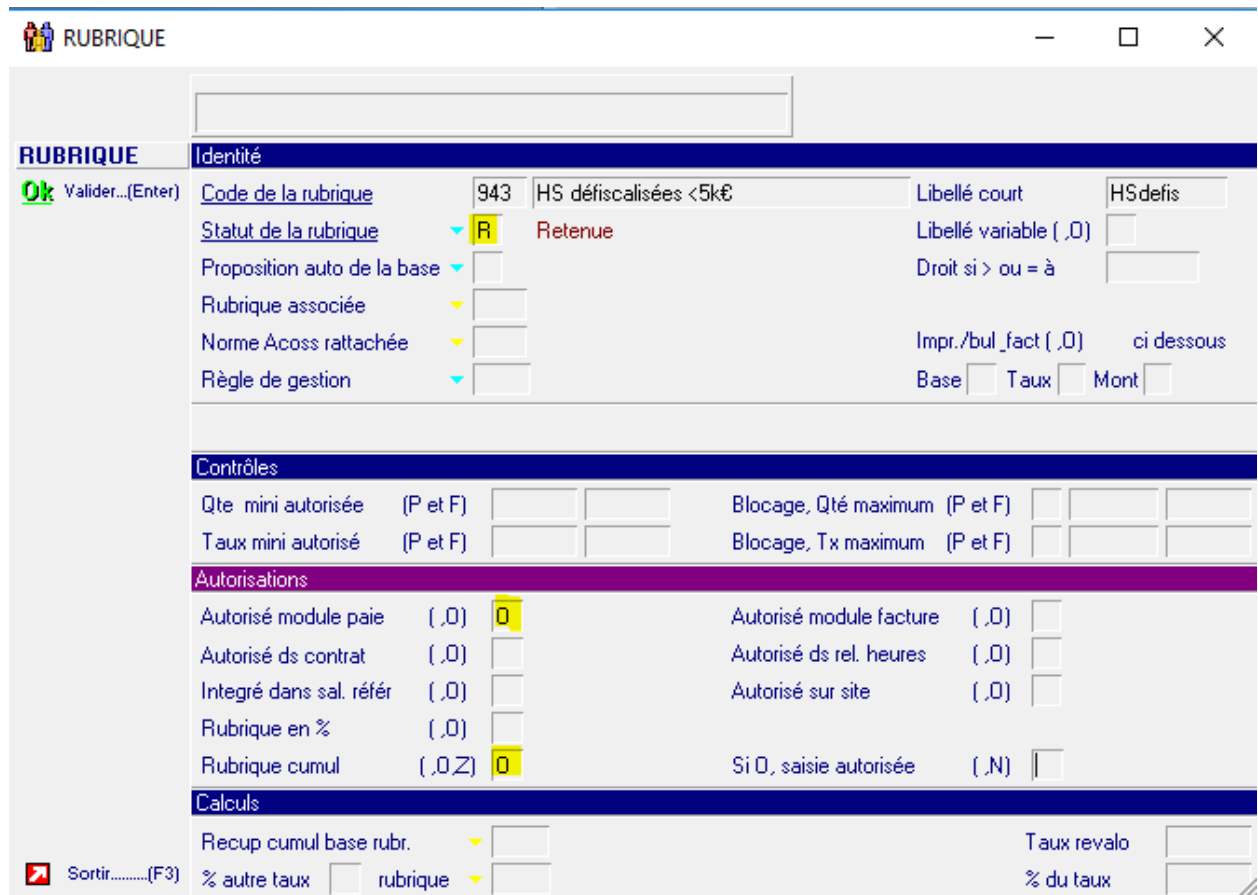 RUBRIQUE
RUBRIQUE Identité
Ok Valider...(Enter) Code de la rubrique 943 HS défiscalisées <5k€ Libellé court HSdefis
Statut de la rubrique R Retenue Libellé variable ( ,O)
Proposition auto de la base Droit si > ou = à
Rubrique associée
Norme Acoss rattachée Impr./bul_fact ( ,O) ci dessous
Règle de gestion Base Taux Mont
Contrôles
Qte mini autorisée (P et F) Blocage, Qté maximum (P et F)
Taux mini autorisé (P et F) Blocage, Tx maximum (P et F)
Autorisations
Autorisé module paie ( ,O) O Autorisé module facture ( ,O)
Autorisé ds contrat ( ,O) Autorisé ds rel. heures ( ,O)
Integré dans sal. référ ( ,O) Autorisé sur site ( ,O)
Rubrique en % ( ,O)
Rubrique cumul ( ,O,Z) O Si O, saisie autorisée ( ,N)
Calculs
Recup cumul base rubr. Taux revalo
Sortir.........(F3) % autre taux rubrique % du taux